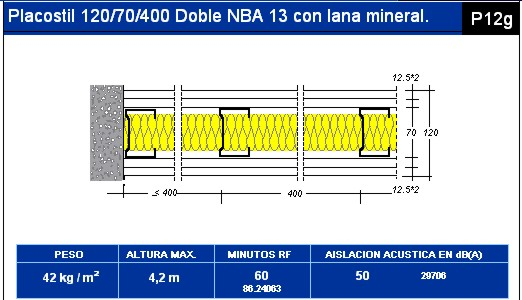 Placostil 120/70/400 Doble NBA 13 con lana mineral.
P12g
12.5*2
70
120
12.5*2
≤ 400
400
PESO
ALTURA MAX.
MINUTOS RF
AISLACION ACUSTICA EN dB(A)
42 kg / m²
4,2 m
60
86.24063
50
29706